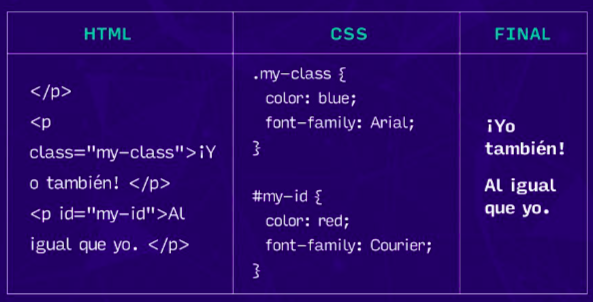 HTML
CSS
FINAL
</p>
<p
class="my-class">¡Y
o también! </p>
<p id="my-id">Al
igual que yo. </p>
.my-class {
color: blue;
font-family: Arial;
}
#my-id {
color: red;
font-family: Courier;
}
¡Yo
también!
Al igual
que yo.